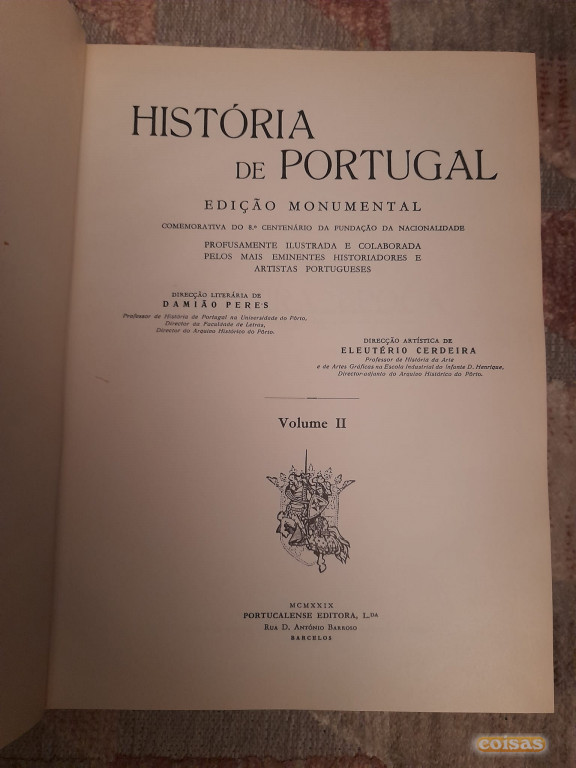 HISTÓRIA
DE PORTUGAL
EDIÇÃO MONUMENTAL
COMEMORATIVA DO 8.º CENTENÁRIO DA FUNDAÇÃO DA NACIONALIDADE
PROFUSAMENTE ILUSTRADA E COLABORADA
PELOS MAIS EMINENTES HISTORIADORES E
ARTISTAS PORTUGUESES
DIRECÇÃO LITERÁRIA DE
DAMIÃO PERES
Professor de História de Portugal na Universidade do Pôrto,
Director da Faculdade de Letras,
Director do Arquivo Histórico do Pôrto.
DIRECÇÃO ARTÍSTICA DE
ELEUTÉRIO CERDEIRA
Professor de História da Arte
e de Artes Gráficas na Escola Industrial do Infante D. Henrique,
Director-adjunto do Arquivo Histórico do Pôrto.
Volume II
MCMXXIX
PORTUCALENSE EDITORA, L.DA
RUA D. ANTÓNIO BARROSO
BARCELOS
coisas